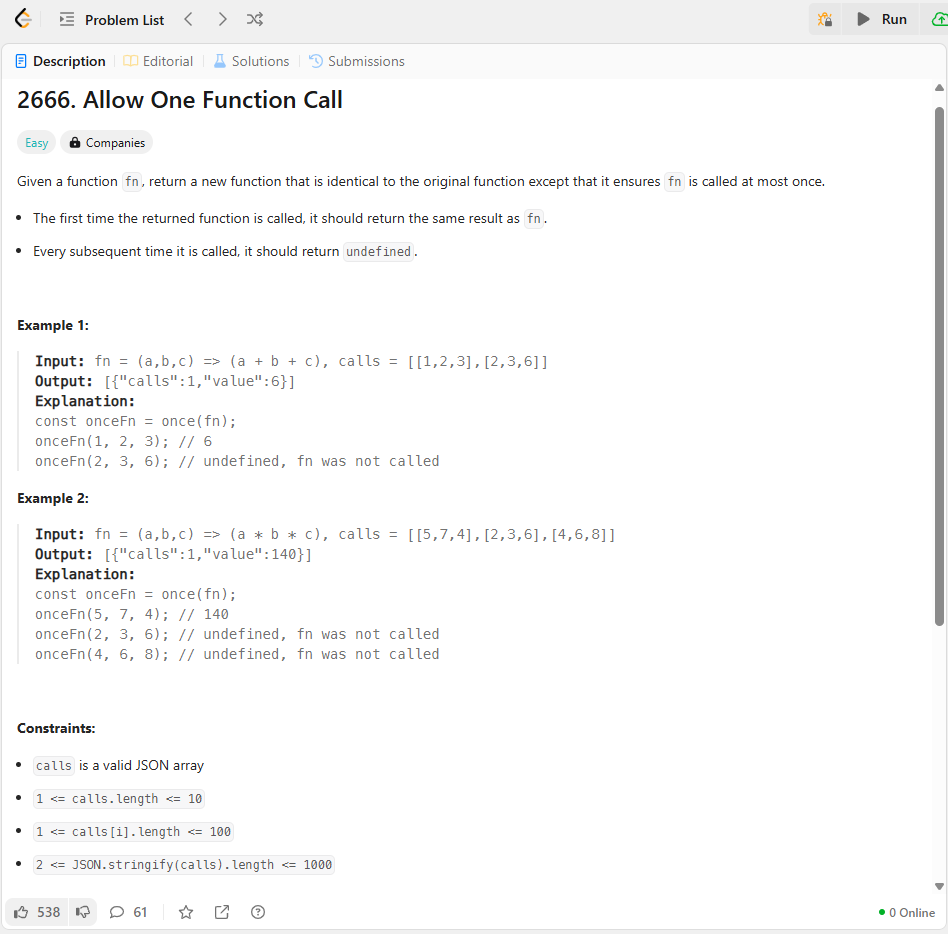 Problem List
Run
Description
Editorial
Solutions
Submissions
2666. Allow One Function Call
Easy
Companies
Given a function fn, return a new function that is identical to the original function except that it ensures fn is called at most once.
• The first time the returned function is called, it should return the same result as fn.
• Every subsequent time it is called, it should return undefined.
Example 1:
Input: fn = (a,b,c) => (a + b + c), calls = [[1,2,3],[2,3,6]]
Output: [{"calls":1,"value":6}]
Explanation:
const onceFn = once(fn);
onceFn(1, 2, 3); // 6
onceFn(2, 3, 6); // undefined, fn was not called
Example 2:
Input: fn = (a,b,c) => (a * b * c), calls = [[5,7,4],[2,3,6],[4,6,8]]
Output: [{"calls":1,"value":140}]
Explanation:
const onceFn = once(fn);
onceFn(5, 7, 4); // 140
onceFn(2, 3, 6); // undefined, fn was not called
onceFn(4, 6, 8); // undefined, fn was not called
Constraints:
• calls is a valid JSON array
• 1 <= calls.length <= 10
• 1 <= calls[i].length <= 100
• 2 <= JSON.stringify(calls).length <= 1000
538
61
0 Online